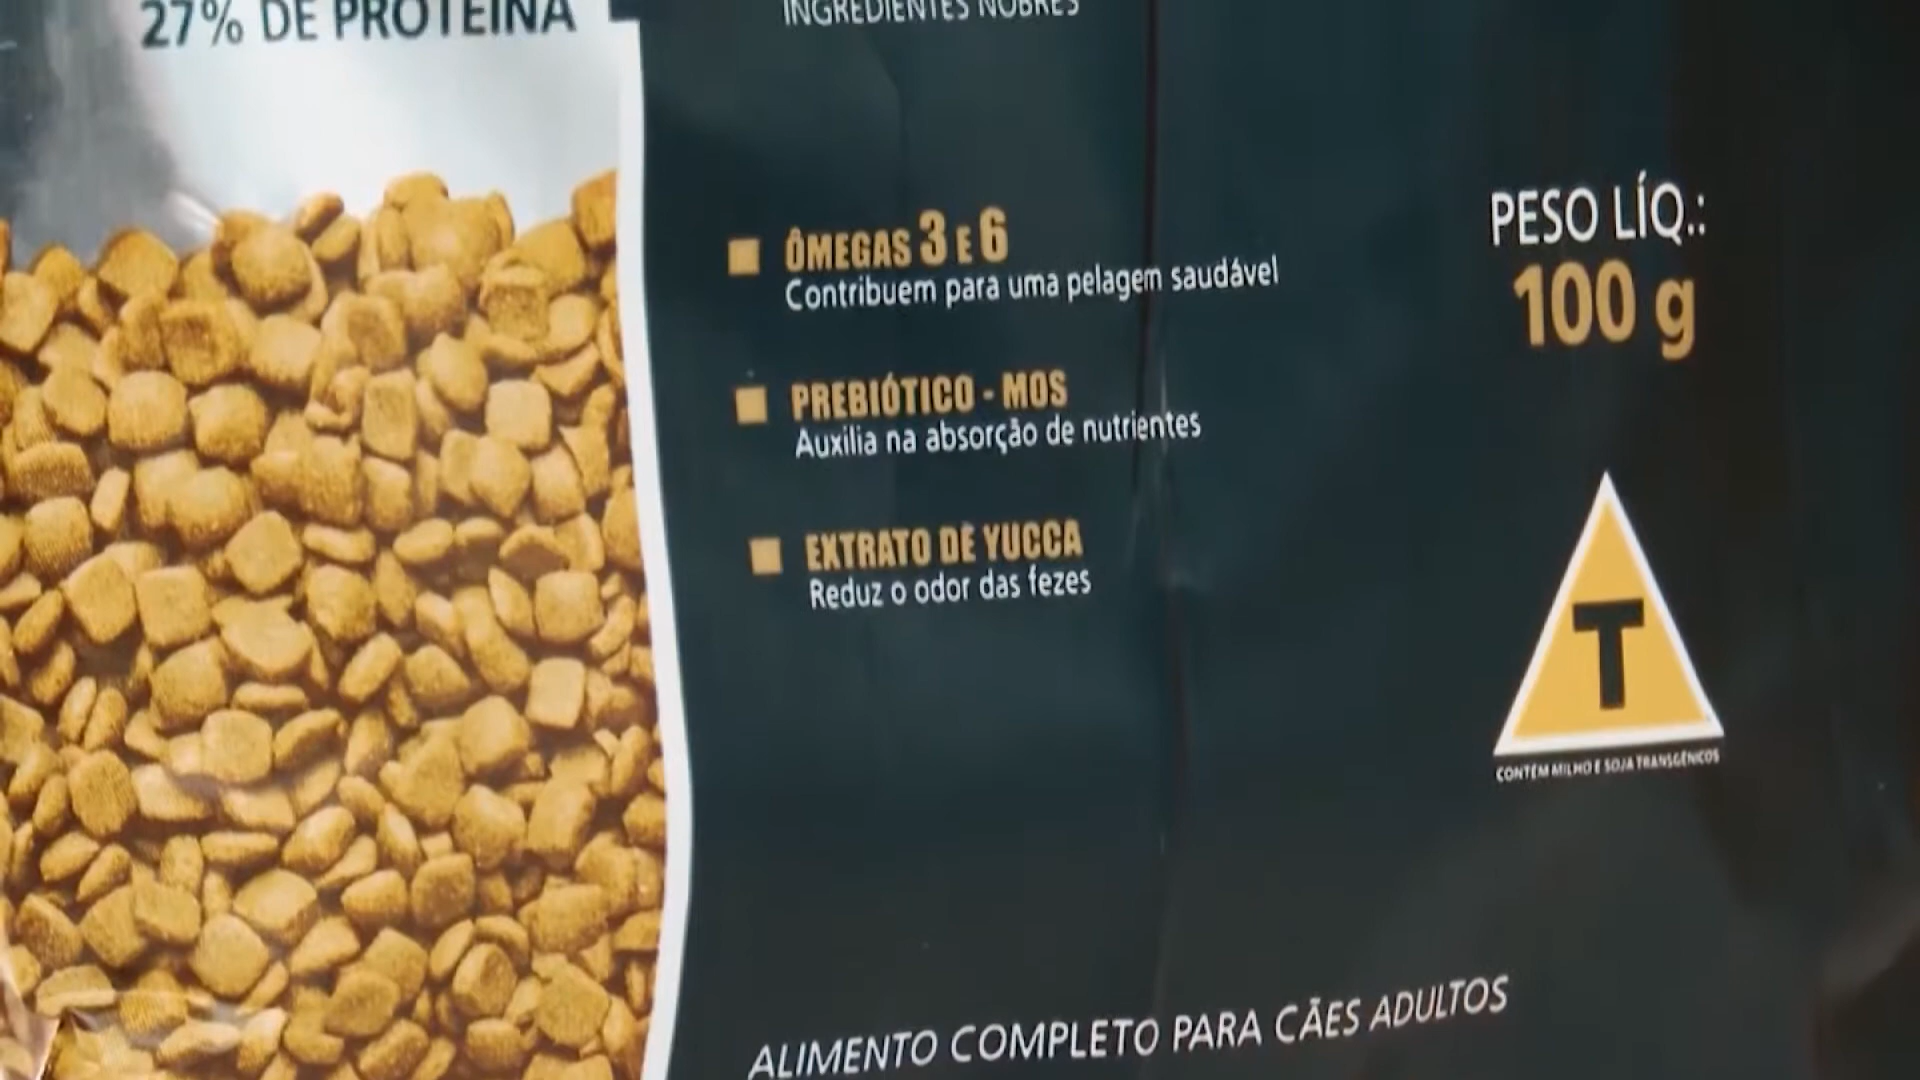 27% DE PROTEÍNA
INGREDIENTES NOBRES
ÔMEGAS 3 E 6
Contribuem para uma pelagem saudável
PREBIÓTICO - MOS
Auxilia na absorção de nutrientes
EXTRATO DE YUCCA
Reduz o odor das fezes
PESO LÍQ.:
100 g
T
CONTÉM MILHO E SOJA TRANSGÊNICOS
ALIMENTO COMPLETO PARA CÃES ADULTOS